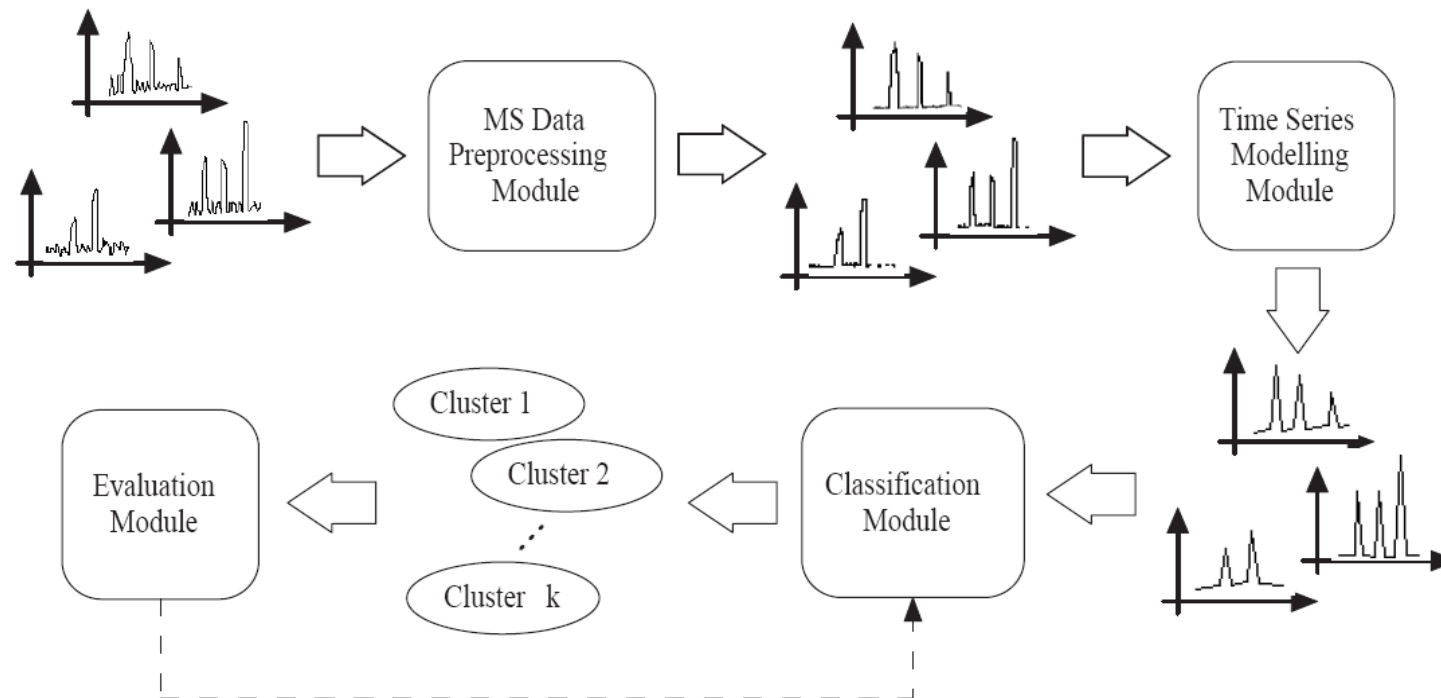 MS Data
Preprocessing
Module
Time Series
Modelling
Module
Classification
Module
Cluster 1
Cluster 2
Cluster k
Evaluation
Module